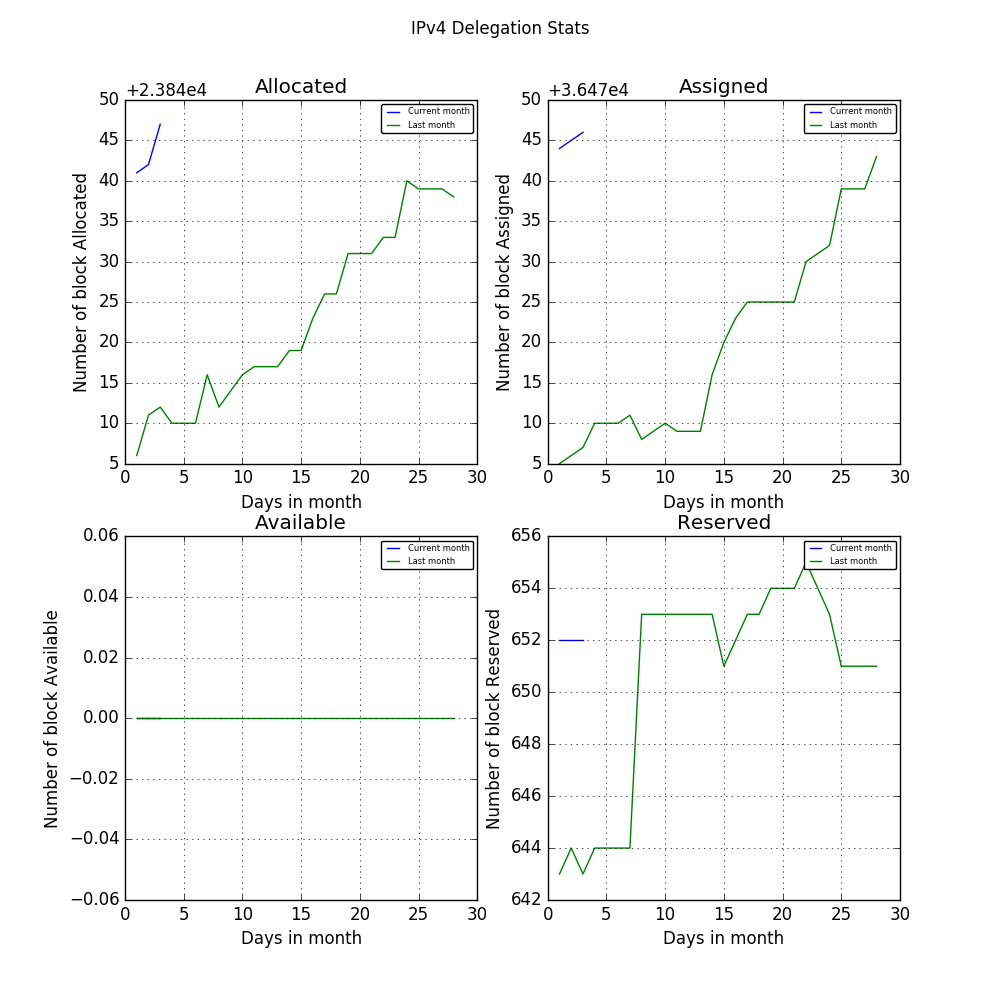 IPv4 Delegation Stats
+2.384e4
Allocated
50
45
40
35
30
25
20
15
10
5
Number of block Allocated
Current month
Last month
0 5 10 15 20 25 30
Days in month
+3.647e4
Assigned
50
45
40
35
30
25
20
15
10
5
Number of block Assigned
Current month
Last month
0 5 10 15 20 25 30
Days in month
Available
0.06
0.04
0.02
0.00
−0.02
−0.04
−0.06
Number of block Available
Current month
Last month
0 5 10 15 20 25 30
Days in month
Reserved
656
654
652
650
648
646
644
642
Number of block Reserved
Current month
Last month
0 5 10 15 20 25 30
Days in month